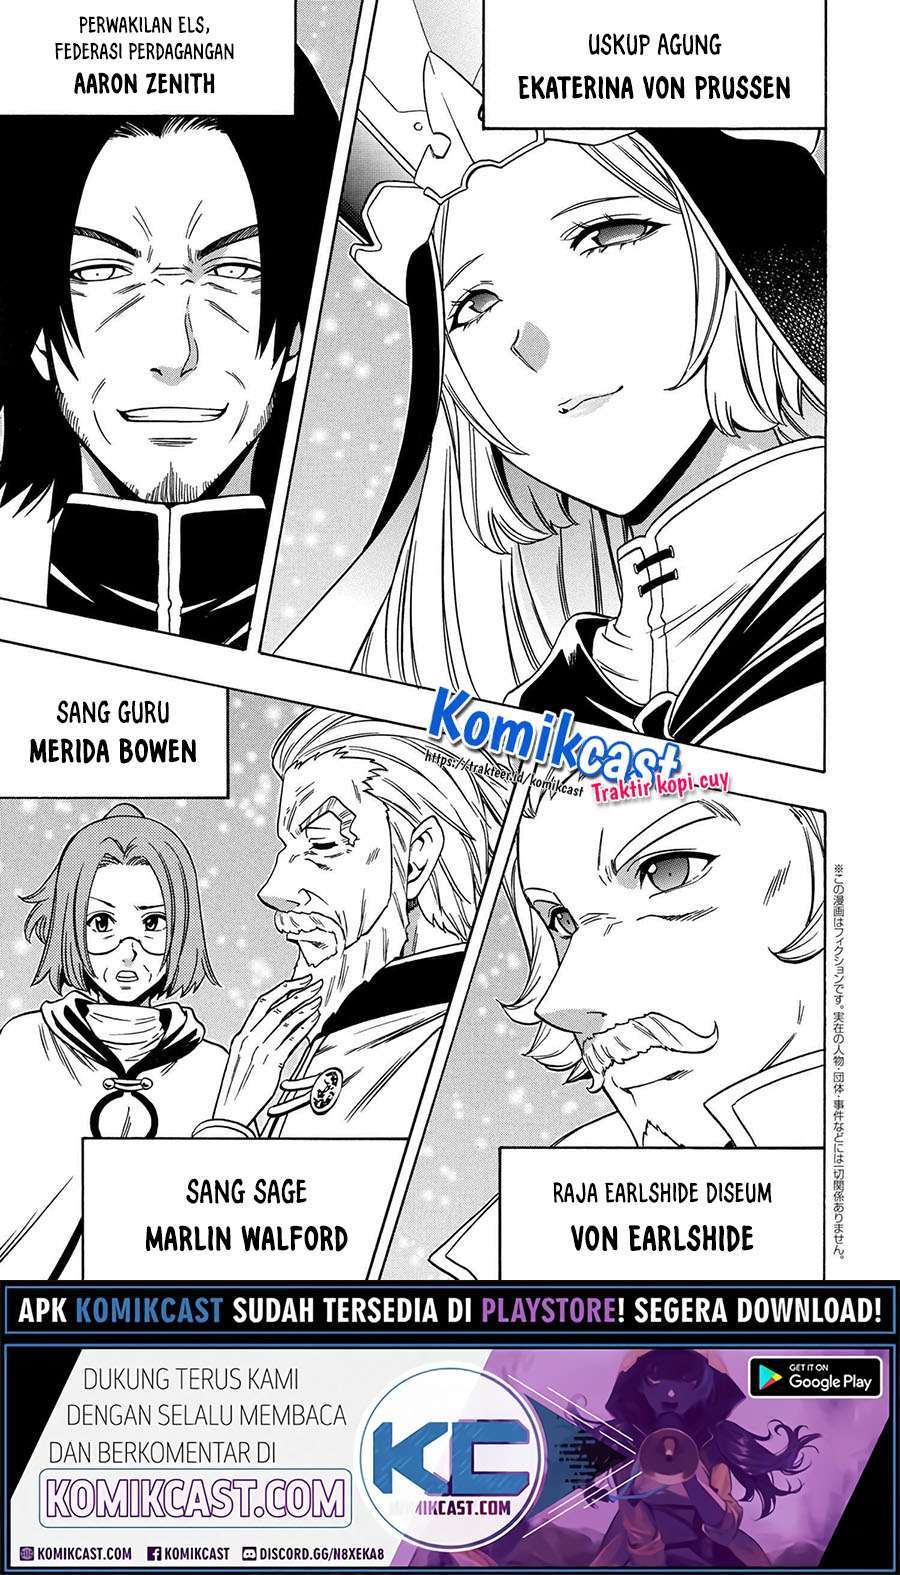 PERWAKILAN ELS,
FEDERASI PERDAGANGAN
AARON ZENITH
USKUP AGUNG
EKATERINA VON PRUSSEN
SANG GURU
MERIDA BOWEN
Komikcast
https://trakteer.id/komikcast
Traktir kopi cuy
※この漫画はフィクションです。実在の人物・団体・事件などには一切関係ありません。
SANG SAGE
MARLIN WALFORD
RAJA EARLSHIDE DISEUM
VON EARLSHIDE
APK KOMIKCAST SUDAH TERSEDIA DI PLAYSTORE! SEGERA DOWNLOAD!
DUKUNG TERUS KAMI
DENGAN SELALU MEMBACA
DAN BERKOMENTAR DI
KOMIKCAST.COM
KC
KOMIKCAST.COM
GET IT ON
Google Play
KOMIKCAST.COM
KOMIKCAST
DISCORD.GG/N8XEKA8